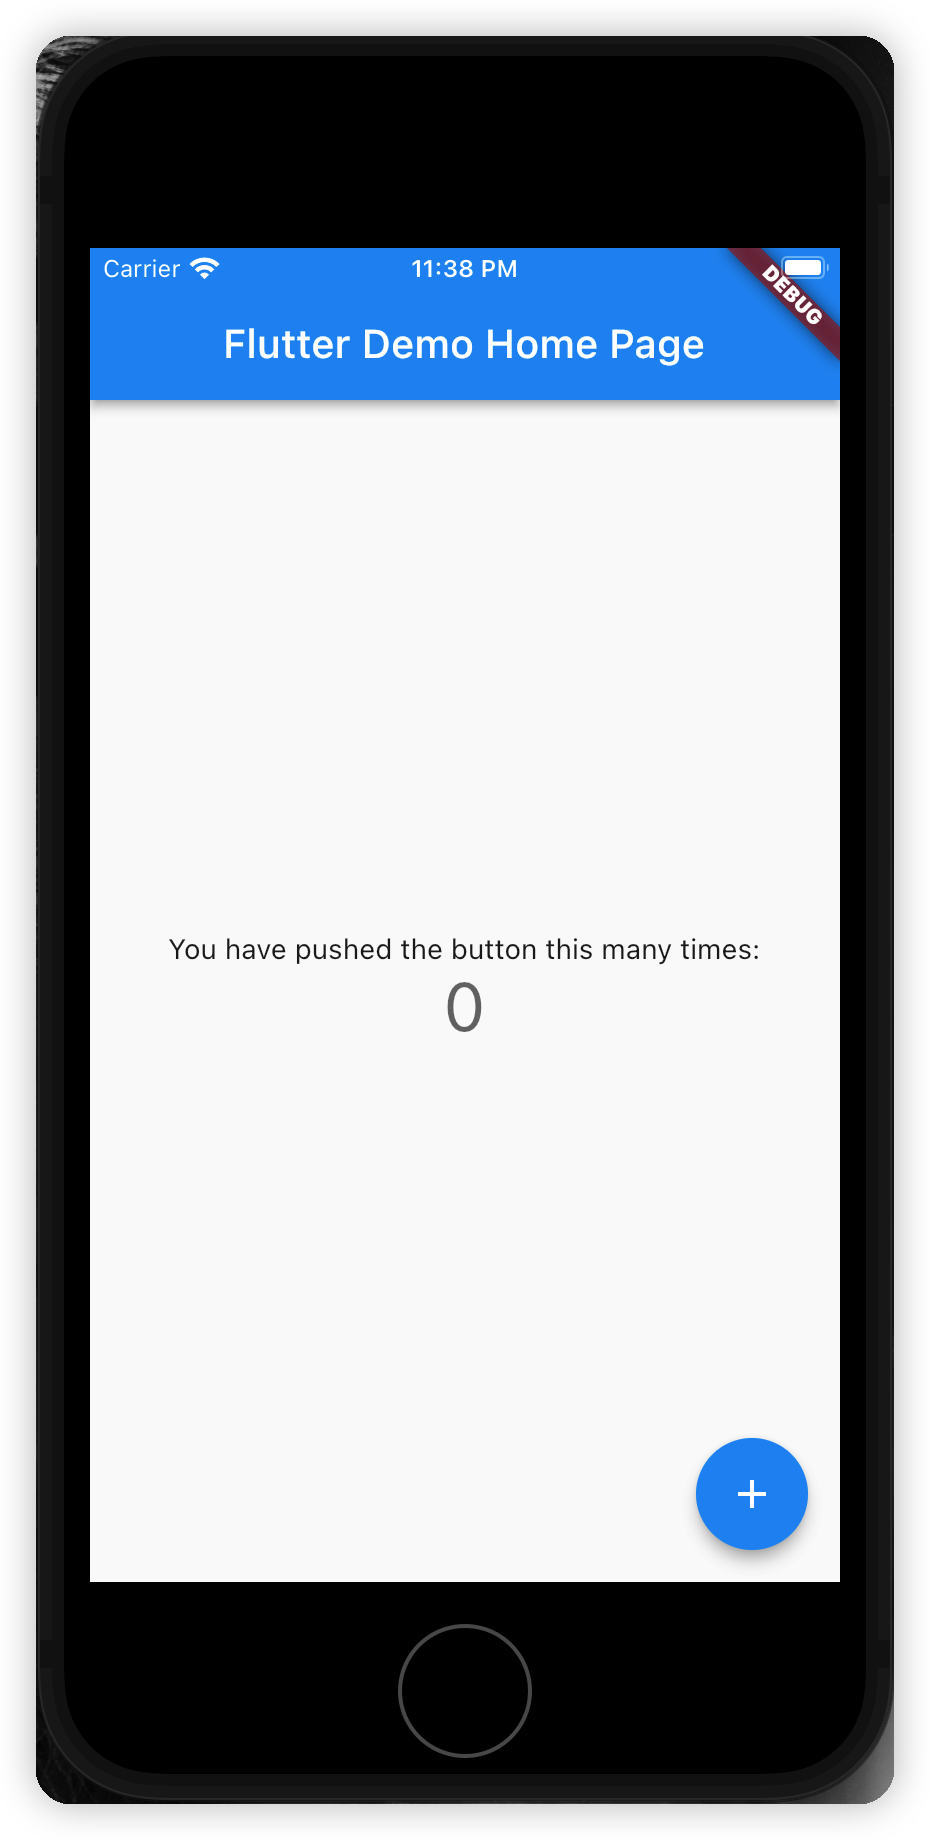 Carrier
11:38 PM
DEBUG
Flutter Demo Home Page
You have pushed the button this many times:
0
+